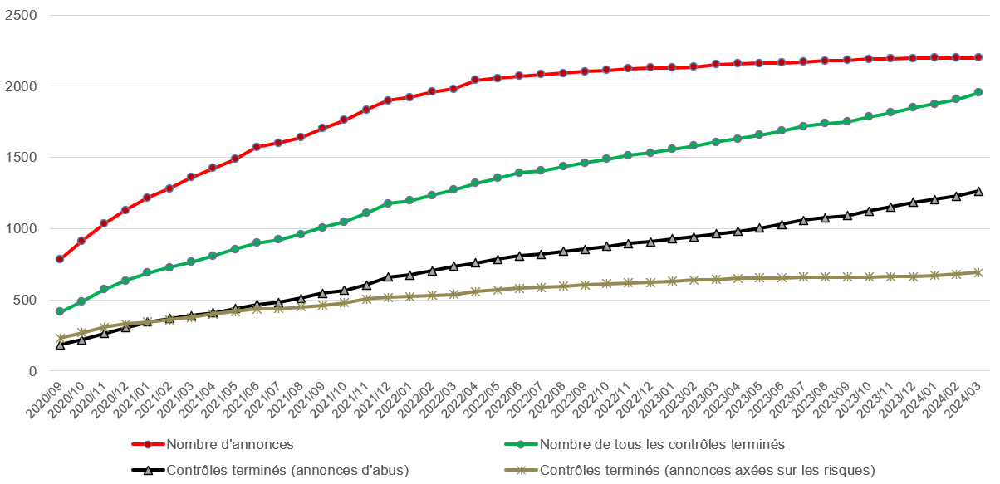 2500
2000
1500
1000
500
0
2020/09 2020/10 2020/11 2020/12 2021/01 2021/02 2021/03 2021/04 2021/05 2021/06 2021/07 2021/08 2021/09 2021/10 2021/11 2021/12 2022/01 2022/02 2022/03 2022/04 2022/05 2022/06 2022/07 2022/08 2022/09 2022/10 2022/11 2022/12 2023/01 2023/02 2023/03 2023/04 2023/05 2023/06 2023/07 2023/08 2023/09 2023/10 2023/11 2023/12 2024/01 2024/02 2024/03
Nombre d'annonces
Nombre de tous les contrôles terminés
Contrôles terminés (annonces d'abus)
Contrôles terminés (annonces axées sur les risques)